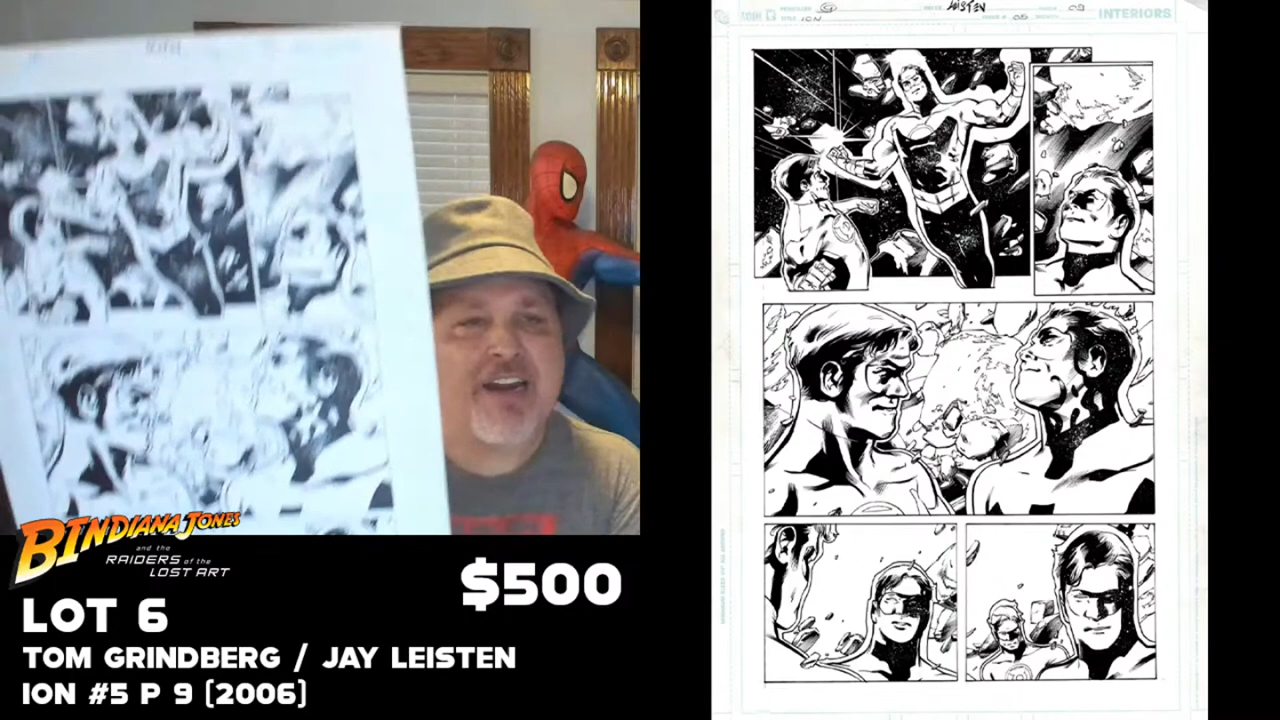 LEISTEN
ION
INTERIORS
$500
BINDIANA JONES
and the
RAIDERS of the
LOST ART
LOT 6
TOM GRINDBERG / JAY LEISTEN
ION #5 P 9 (2006)